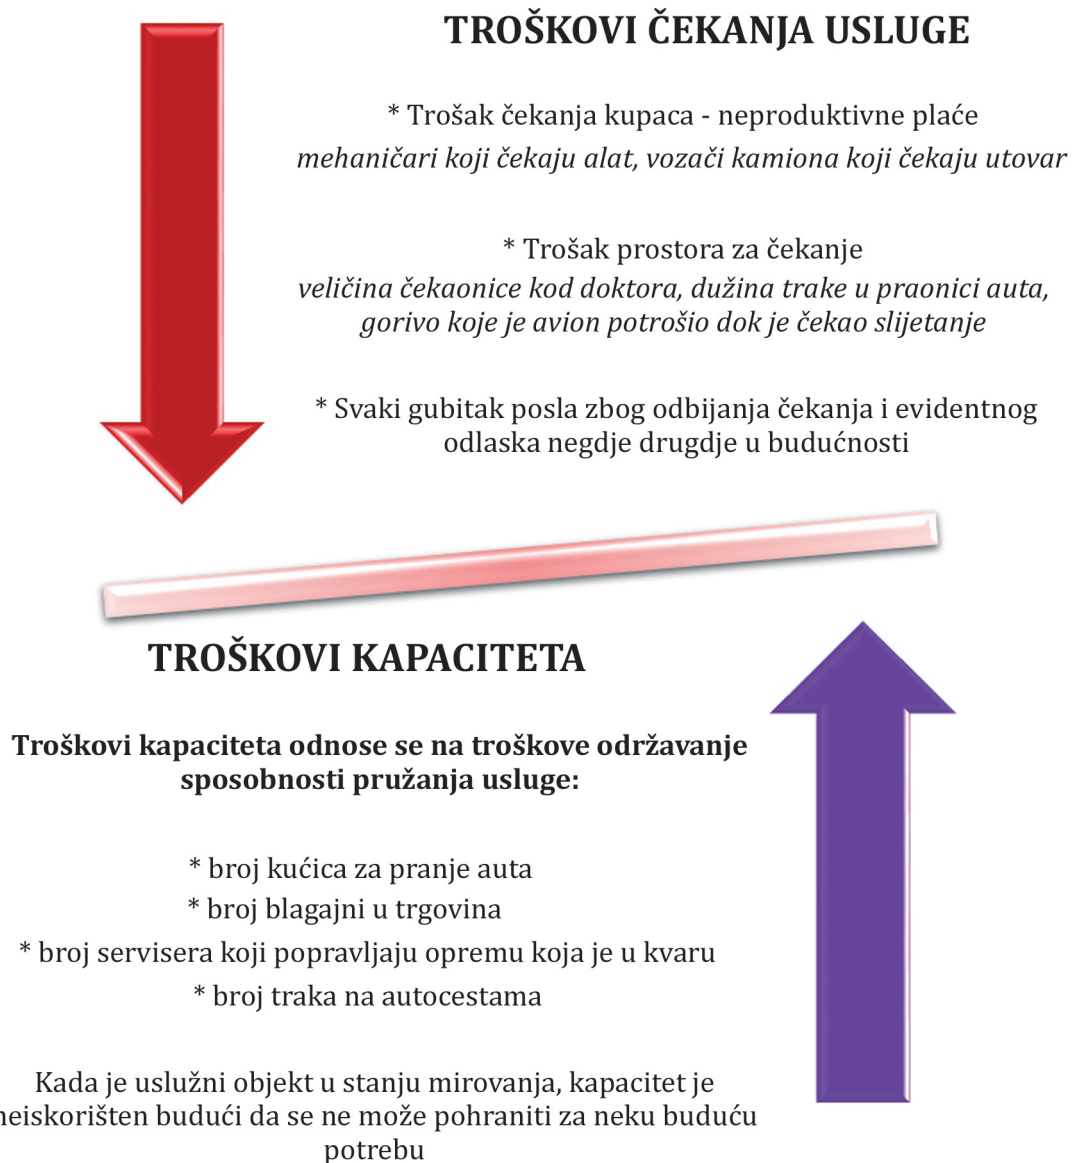 TROŠKOVI ČEKANJA USLUGE
* Trošak čekanja kupaca - neproduktivne plaće
mehaničari koji čekaju alat, vozači kamiona koji čekaju utovar
* Trošak prostora za čekanje
veličina čekaonice kod doktora, dužina trake u praonici auta,
gorivo koje je avion potrošio dok je čekao slijetanje
* Svaki gubitak posla zbog odbijanja čekanja i evidentnog
odlaska negdje drugdje u budućnosti
TROŠKOVI KAPACITETA
Troškovi kapaciteta odnose se na troškove održavanje
sposobnosti pružanja usluge:
* broj kućica za pranje auta
* broj blagajni u trgovina
* broj servisera koji popravljaju opremu koja je u kvaru
* broj traka na autocestama
Kada je uslužni objekt u stanju mirovanja, kapacitet je
neiskorišten budući da se ne može pohraniti za neku buduću
potrebu